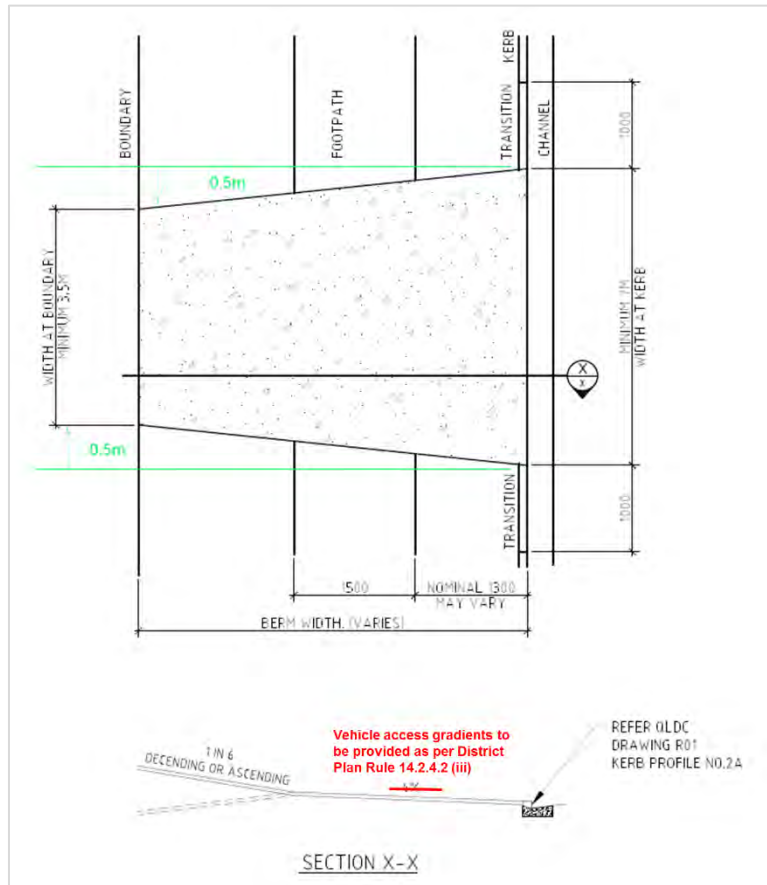 KERB
TRANSITION
CHANNEL
BOUNDARY
FOOTPATH
1000
0.5m
WIDTH AT BOUNDARY
MINIMUM 3.5M
MINIMUM 7M
WIDTH AT KERB
X
x
0.5m
TRANSITION
1000
1500
NOMINAL 1300
MAY VARY
BERM WIDTH. (VARIES)
1 IN 6
DECENDING OR ASCENDING
Vehicle access gradients to
be provided as per District
Plan Rule 14.2.4.2 (iii)
REFER QLDC
DRAWING R01
KERB PROFILE NO.2A
SECTION X-X